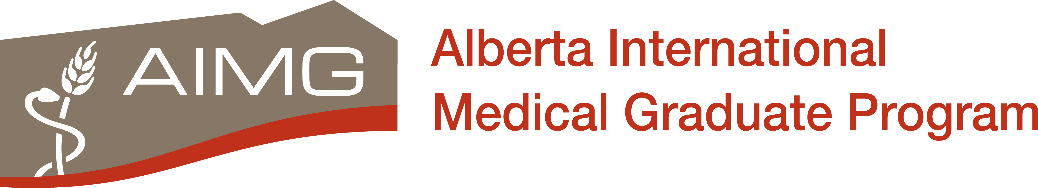 AIMG
Alberta International
Medical Graduate Program